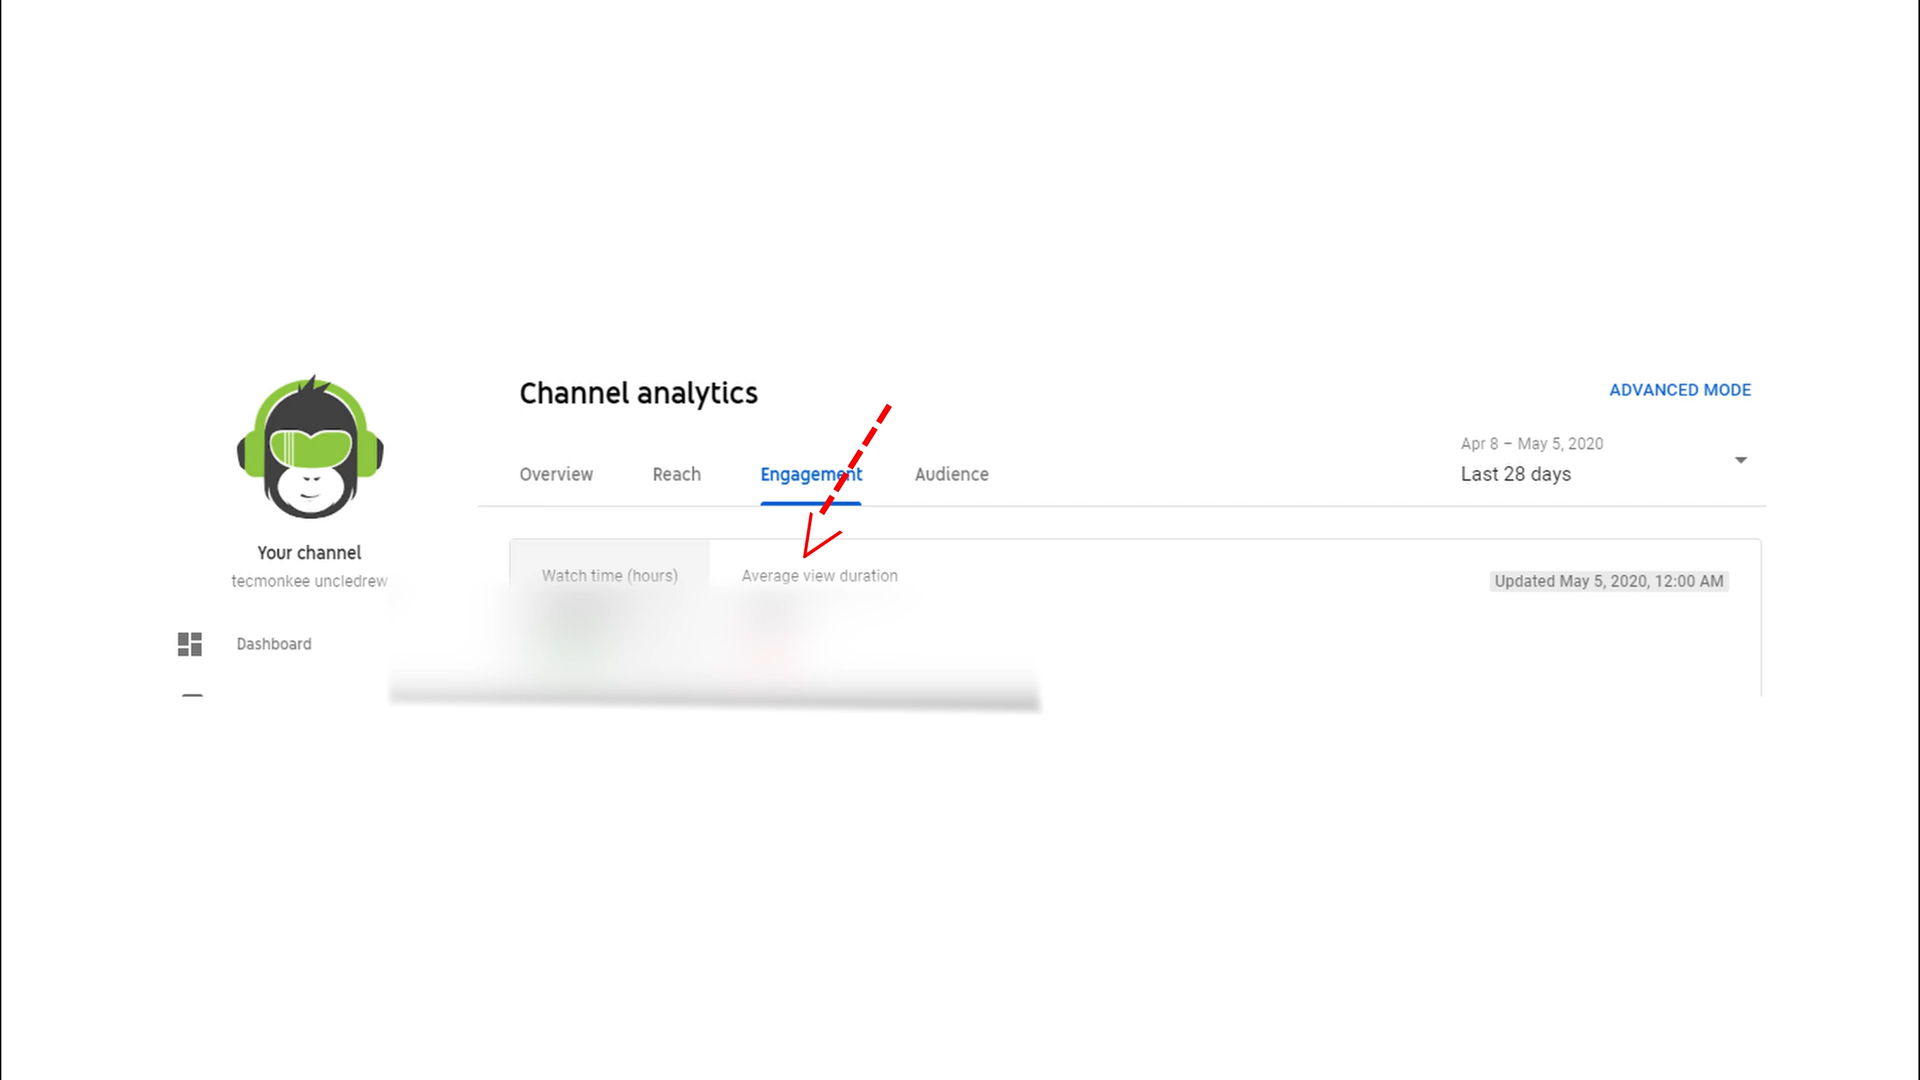 Channel analytics
ADVANCED MODE
Overview
Reach
Engagement
Audience
Apr 8 – May 5, 2020
Last 28 days
Your channel
tecmonkee uncledrew
Watch time (hours)
Average view duration
Updated May 5, 2020, 12:00 AM
Dashboard